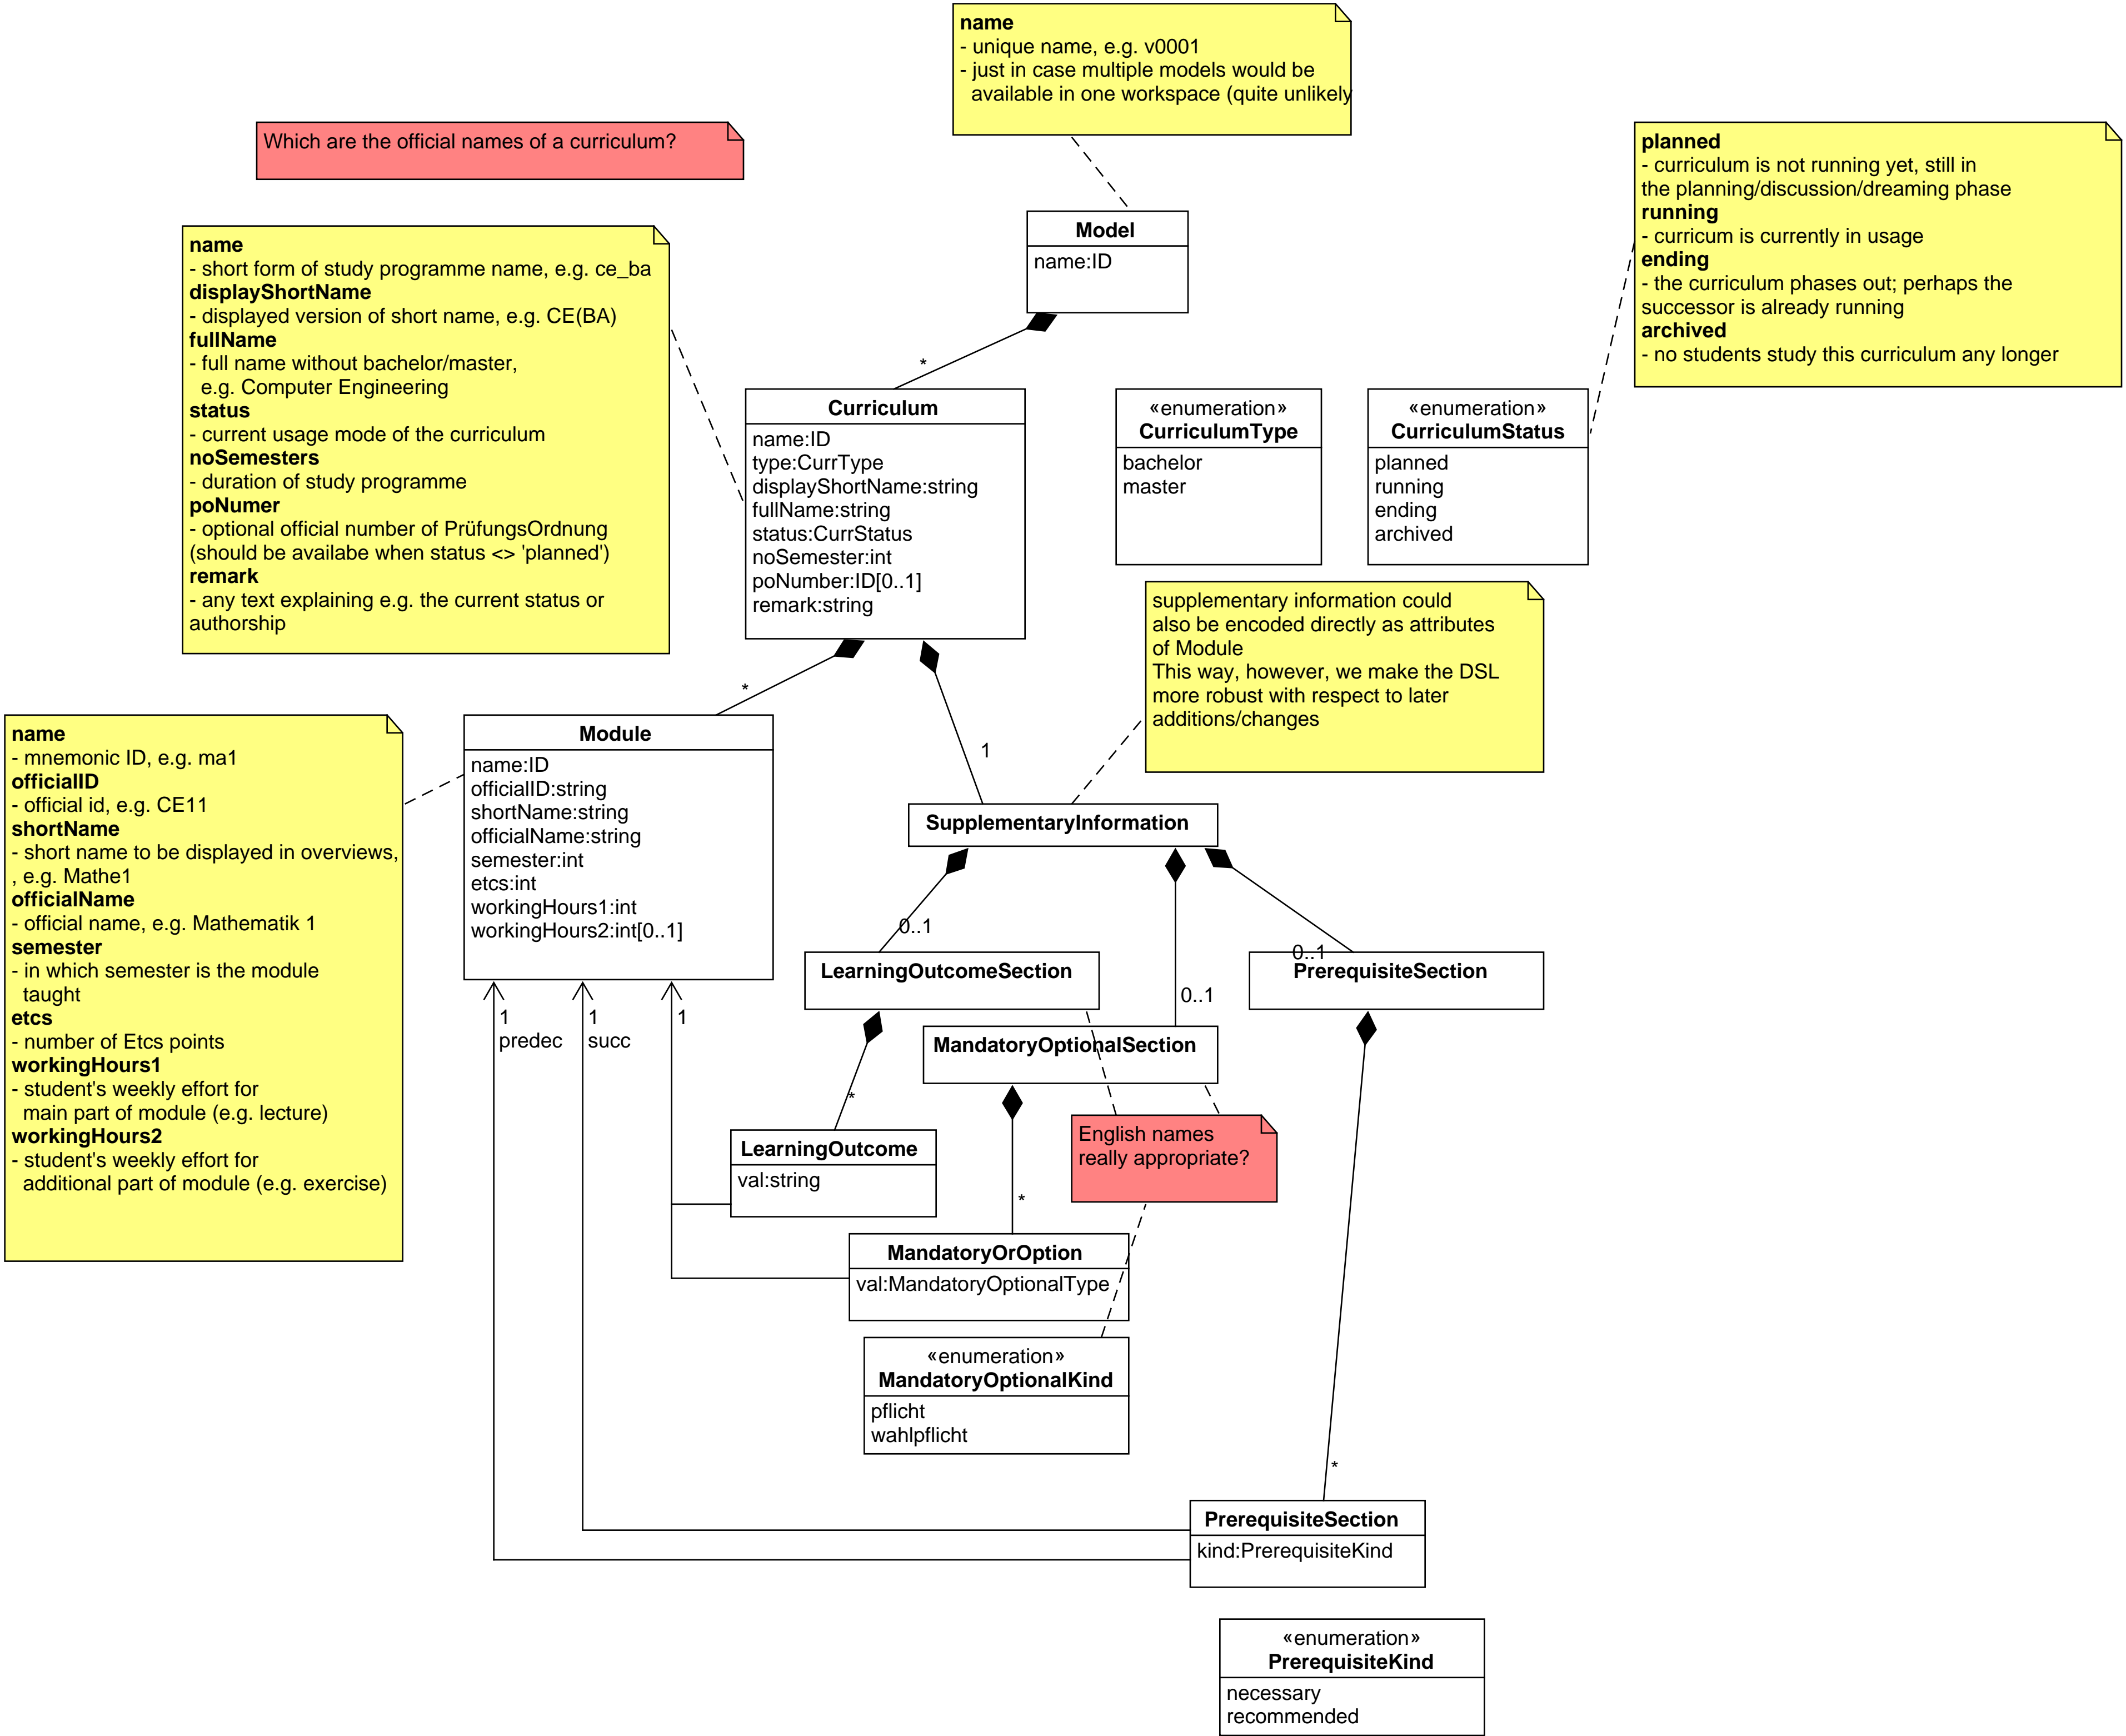 name
- unique name, e.g. v0001
- just in case multiple models would be
available in one workspace (quite unlikely
Which are the official names of a curriculum?
planned
- curriculum is not running yet, still in
the planning/discussion/dreaming phase
running
- curricum is currently in usage
ending
- the curriculum phases out; perhaps the
successor is already running
archived
- no students study this curriculum any longer
Model
name:ID
*
name
- short form of study programme name, e.g. ce_ba
displayShortName
- displayed version of short name, e.g. CE(BA)
fullName
- full name without bachelor/master,
e.g. Computer Engineering
status
- current usage mode of the curriculum
noSemesters
- duration of study programme
poNumer
- optional official number of PrüfungsOrdnung
(should be availabe when status <> 'planned')
remark
- any text explaining e.g. the current status or
authorship
Curriculum
name:ID
type:CurrType
displayShortName:string
fullName:string
status:CurrStatus
noSemester:int
poNumber:ID[0..1]
remark:string
«enumeration»
CurriculumType
bachelor
master
«enumeration»
CurriculumStatus
planned
running
ending
archived
supplementary information could
also be encoded directly as attributes
of Module
This way, however, we make the DSL
more robust with respect to later
additions/changes
*
1
name
- mnemonic ID, e.g. ma1
officialID
- official id, e.g. CE11
shortName
- short name to be displayed in overviews,
, e.g. Mathe1
officialName
- official name, e.g. Mathematik 1
semester
- in which semester is the module
taught
etcs
- number of Etcs points
workingHours1
- student's weekly effort for
main part of module (e.g. lecture)
workingHours2
- student's weekly effort for
additional part of module (e.g. exercise)
Module
name:ID
officialID:string
shortName:string
officialName:string
semester:int
etcs:int
workingHours1:int
workingHours2:int[0..1]
SupplementaryInformation
0..1
0..1
0..1
LearningOutcomeSection
PrerequisiteSection
MandatoryOptionalSection
1
predec
1
succ
1
*
LearningOutcome
val:string
English names
really appropriate?
*
MandatoryOrOption
val:MandatoryOptionalType
«enumeration»
MandatoryOptionalKind
pflicht
wahlpflicht
*
PrerequisiteSection
kind:PrerequisiteKind
«enumeration»
PrerequisiteKind
necessary
recommended